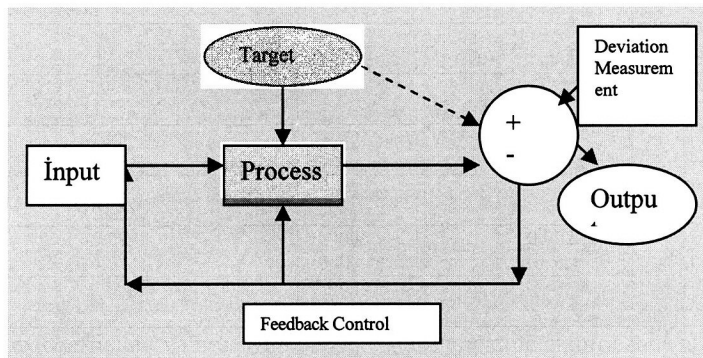 Target
Deviation
Measurem
ent
+
-
İnput
Process
Outpu
Feedback Control